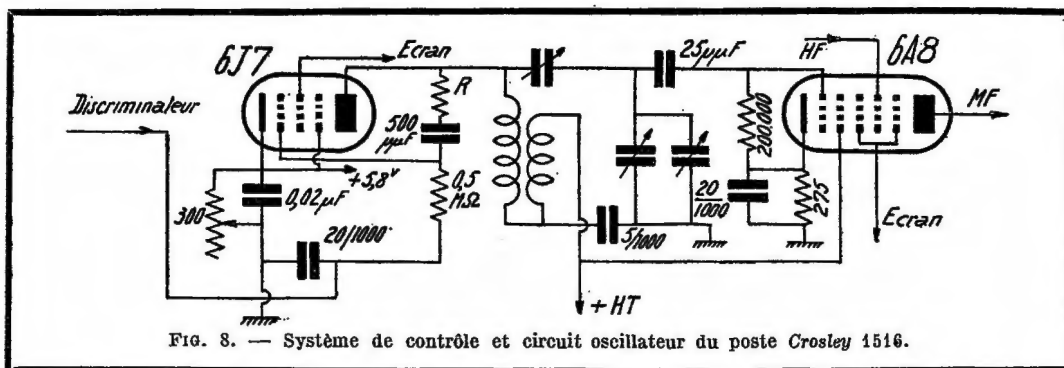 6J7
Ecran
25µµF
HF
6A8
Discriminateur
R
500
µµF
MF
200.000
+5,8v
0,5
MΩ
300
0,02µF
20
1000
275
20/1000
5/1000
Ecran
+ HT
FIG. 8. — Système de contrôle et circuit oscillateur du poste Crosley 1516.